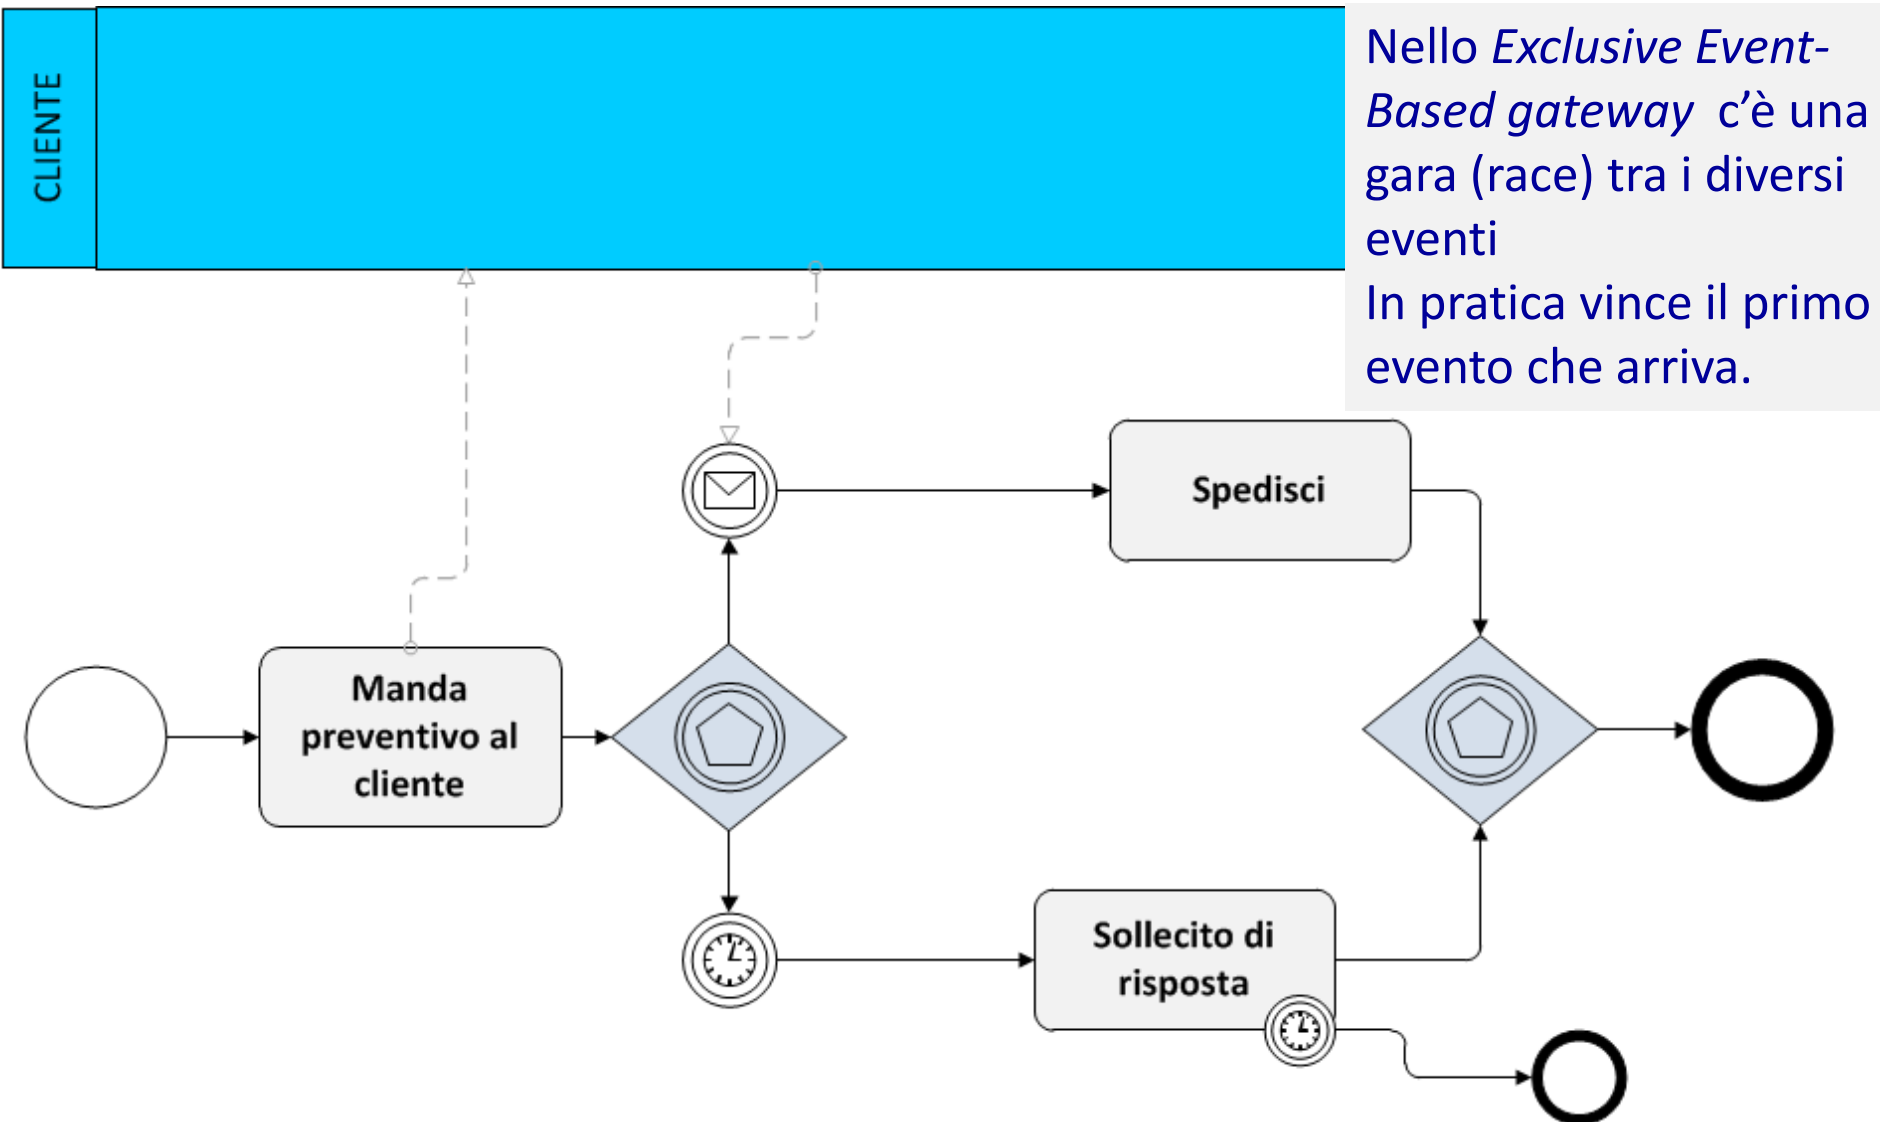 CLIENTE
Nello Exclusive Event-
Based gateway c’è una
gara (race) tra i diversi
eventi
In pratica vince il primo
evento che arriva.
Spedisci
Manda
preventivo al
cliente
Sollecito di
risposta